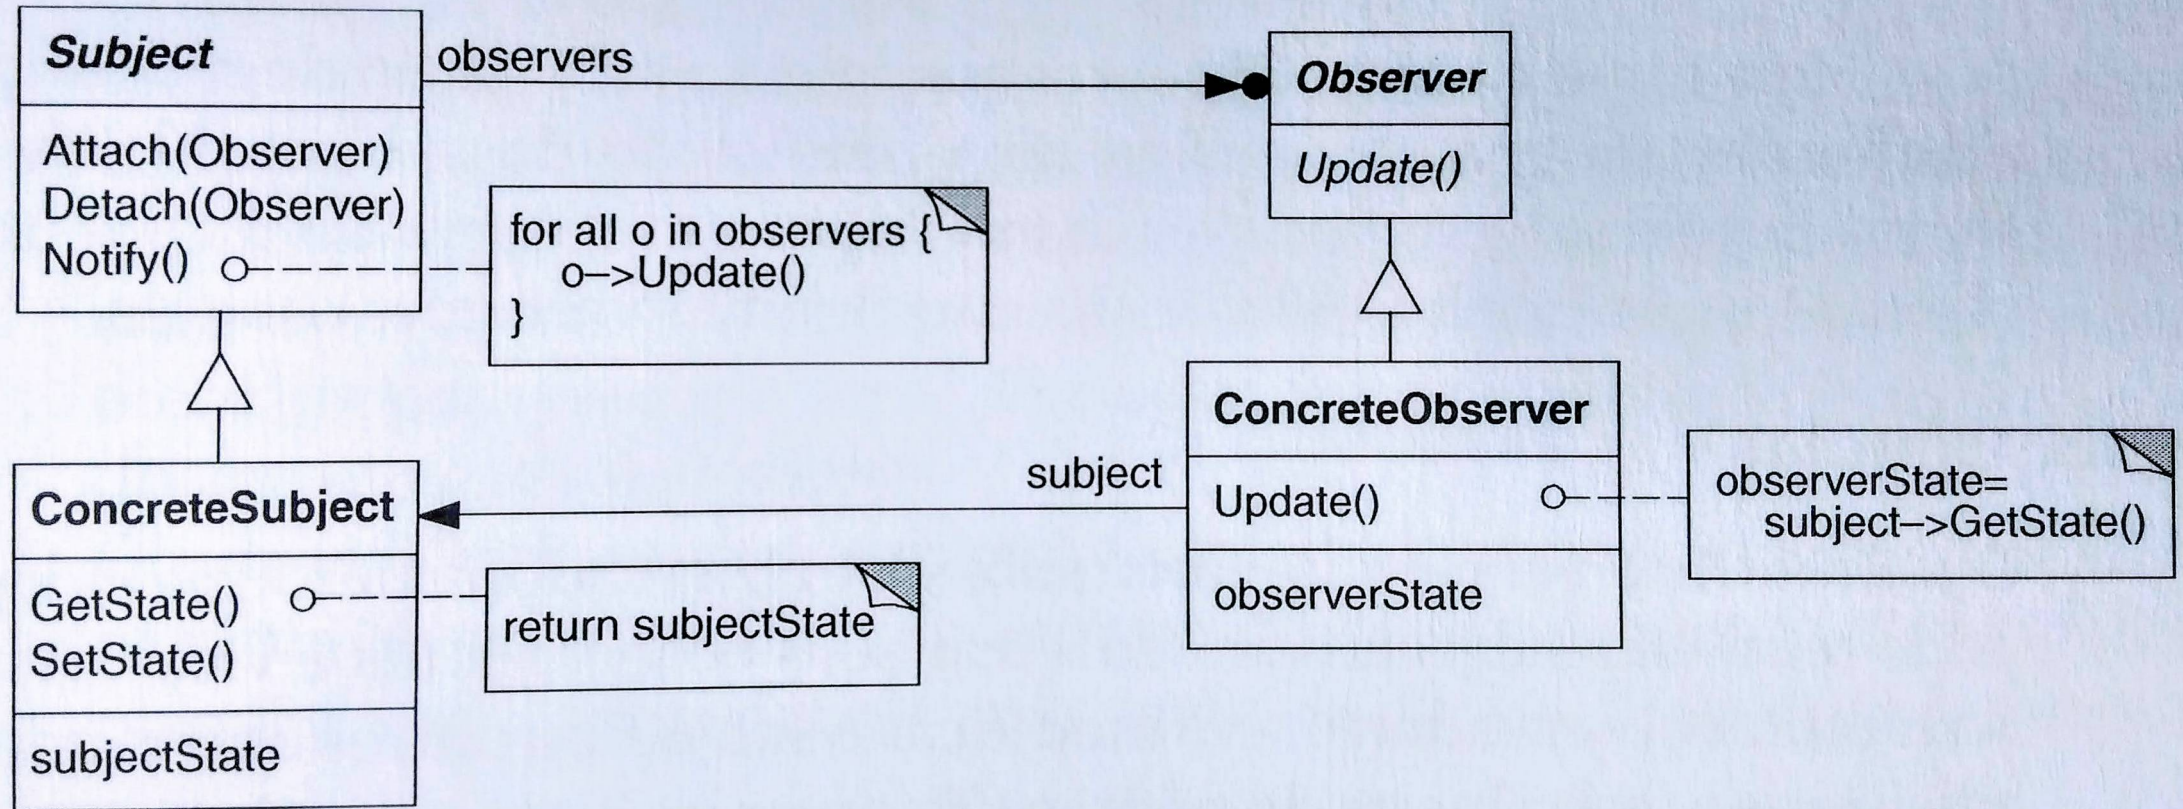 Subject
Attach(Observer)
Detach(Observer)
Notify()
observers
for all o in observers {
o–>Update()
}
Observer
Update()
ConcreteSubject
GetState()
SetState()
subjectState
return subjectState
subject
ConcreteObserver
Update()
observerState
observerState=
subject–>GetState()